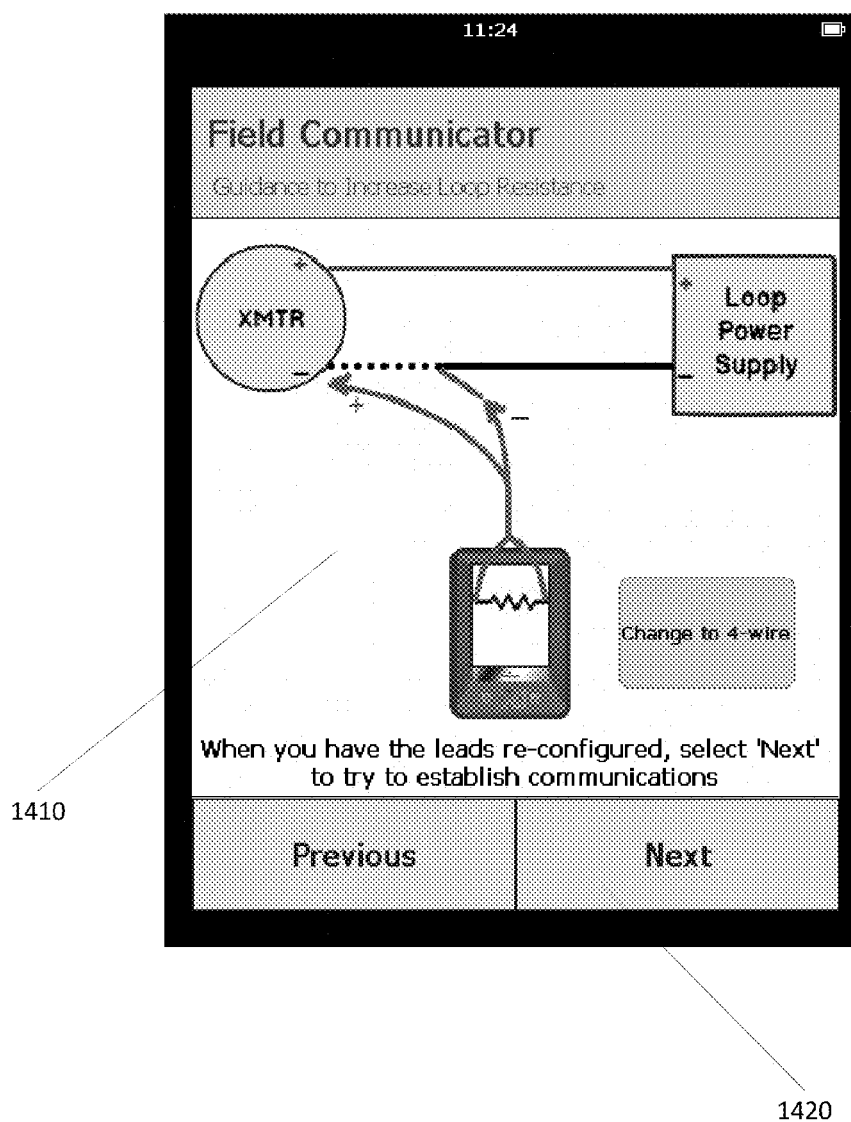 11:24
Field Communicator
Guidance to Increase Loop Resistance
+
+
XMTR
Loop
Power
Supply
–
–
+
–
Change to 4-wire
When you have the leads re-configured, select 'Next'
to try to establish communications
1410
Previous
Next
1420